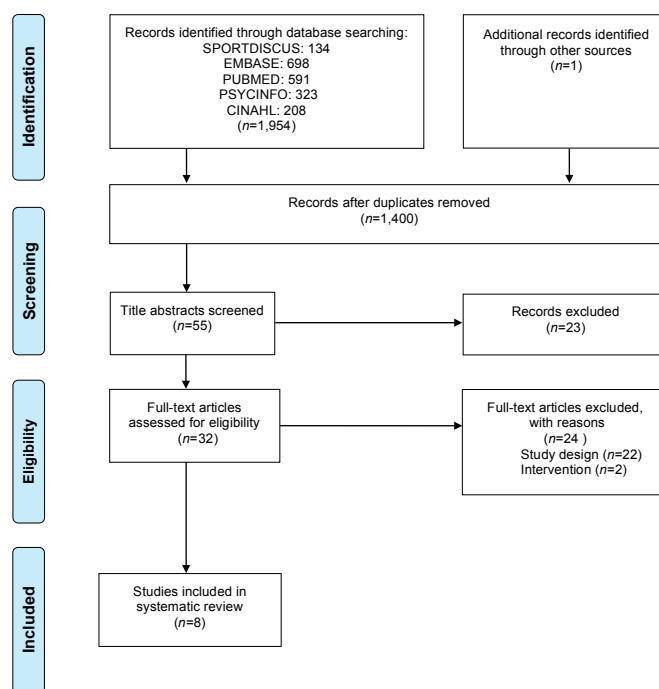 Identification
Records identified through database searching:
SPORTDISCUS: 134
EMBASE: 698
PUBMED: 591
PSYCINFO: 323
CINAHL: 208
(n=1,954)
Additional records identified
through other sources
(n=1)
Records after duplicates removed
(n=1,400)
Screening
Title abstracts screened
(n=55)
Records excluded
(n=23)
Eligibility
Full-text articles
assessed for eligibility
(n=32)
Full-text articles excluded,
with reasons
(n=24 )
Study design (n=22)
Intervention (n=2)
Included
Studies included in
systematic review
(n=8)